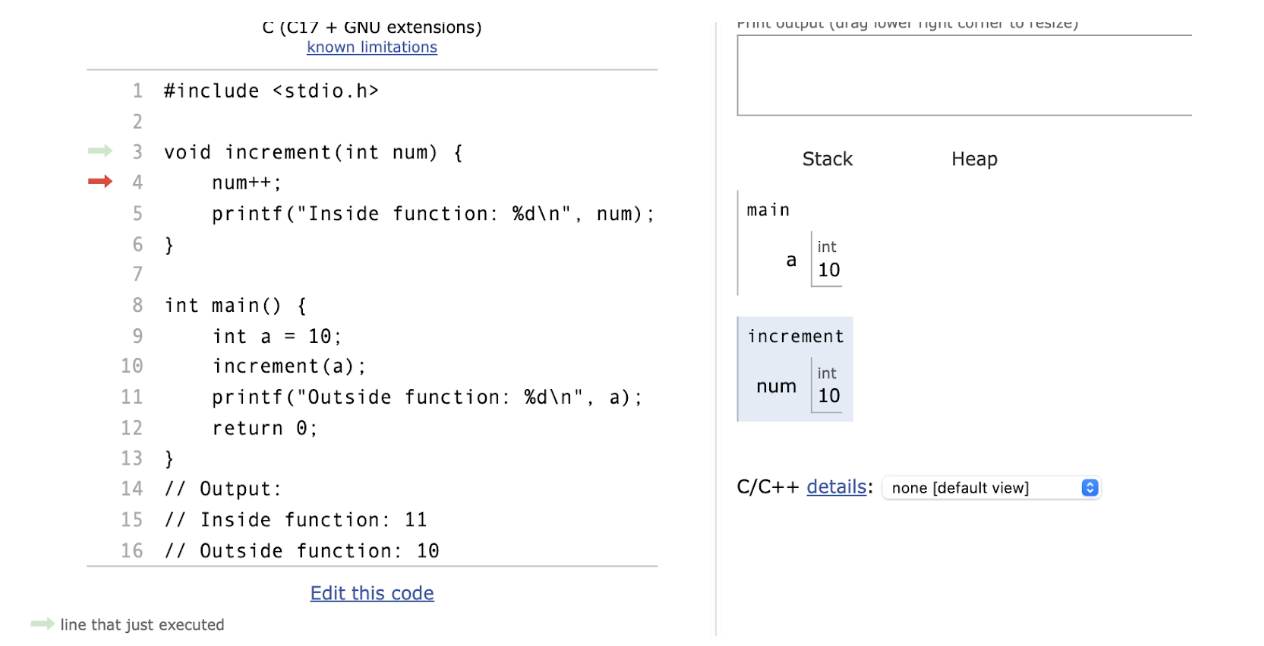 C (C17 + GNU extensions)
known limitations
1 #include <stdio.h>
2
3 void increment(int num) {
4 num++;
5 printf("Inside function: %d\n", num);
6 }
7
8 int main() {
9 int a = 10;
10 increment(a);
11 printf("Outside function: %d\n", a);
12 return 0;
13 }
14 // Output:
15 // Inside function: 11
16 // Outside function: 10
Edit this code
line that just executed
Print output (drag lower right corner to resize)
Stack Heap
main
int
a 10
increment
int
num 10
C/C++ details: none [default view]